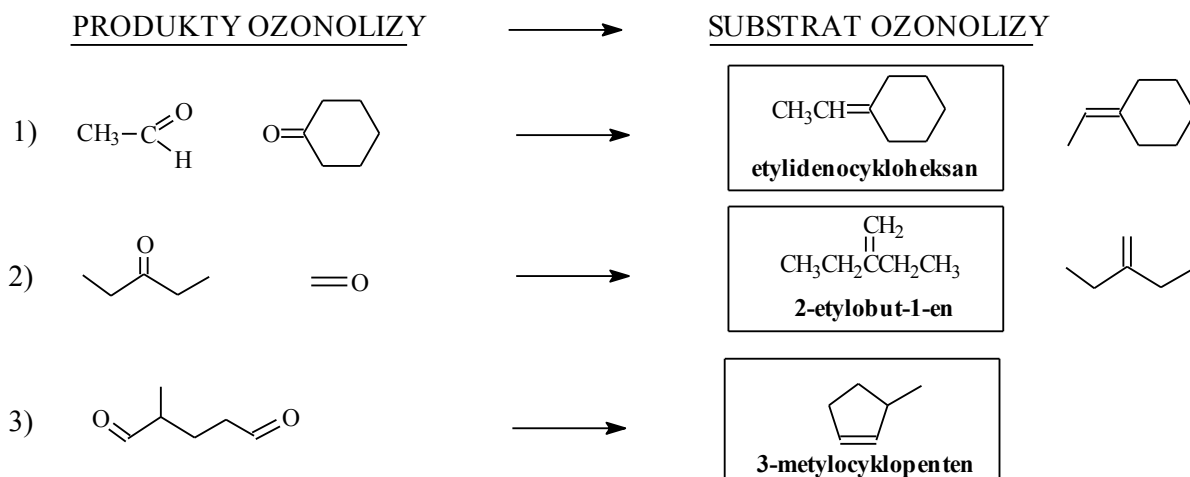 PRODUKTY OZONOLIZY SUBSTRAT OZONOLIZY
1) CH₃ C O H O CH₃CH
etylidenocykloheksan
2) O O CH₂
CH₃CH₂CCH₂CH₃
2-etylobut-1-en
3) O O
3-metylocyklopenten